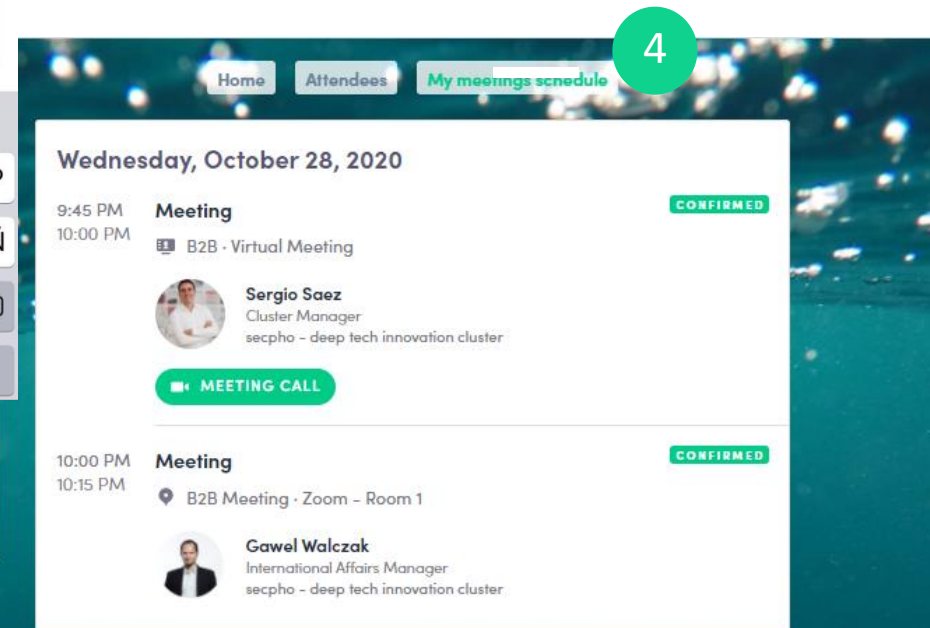 4
Home Attendees My meetings schedule
Wednesday, October 28, 2020
9:45 PM Meeting CONFIRMED
10:00 PM B2B · Virtual Meeting
Sergio Saez
Cluster Manager
secpho - deep tech innovation cluster
MEETING CALL
10:00 PM Meeting CONFIRMED
10:15 PM B2B Meeting · Zoom - Room 1
Gawel Walczak
International Affairs Manager
secpho - deep tech innovation cluster